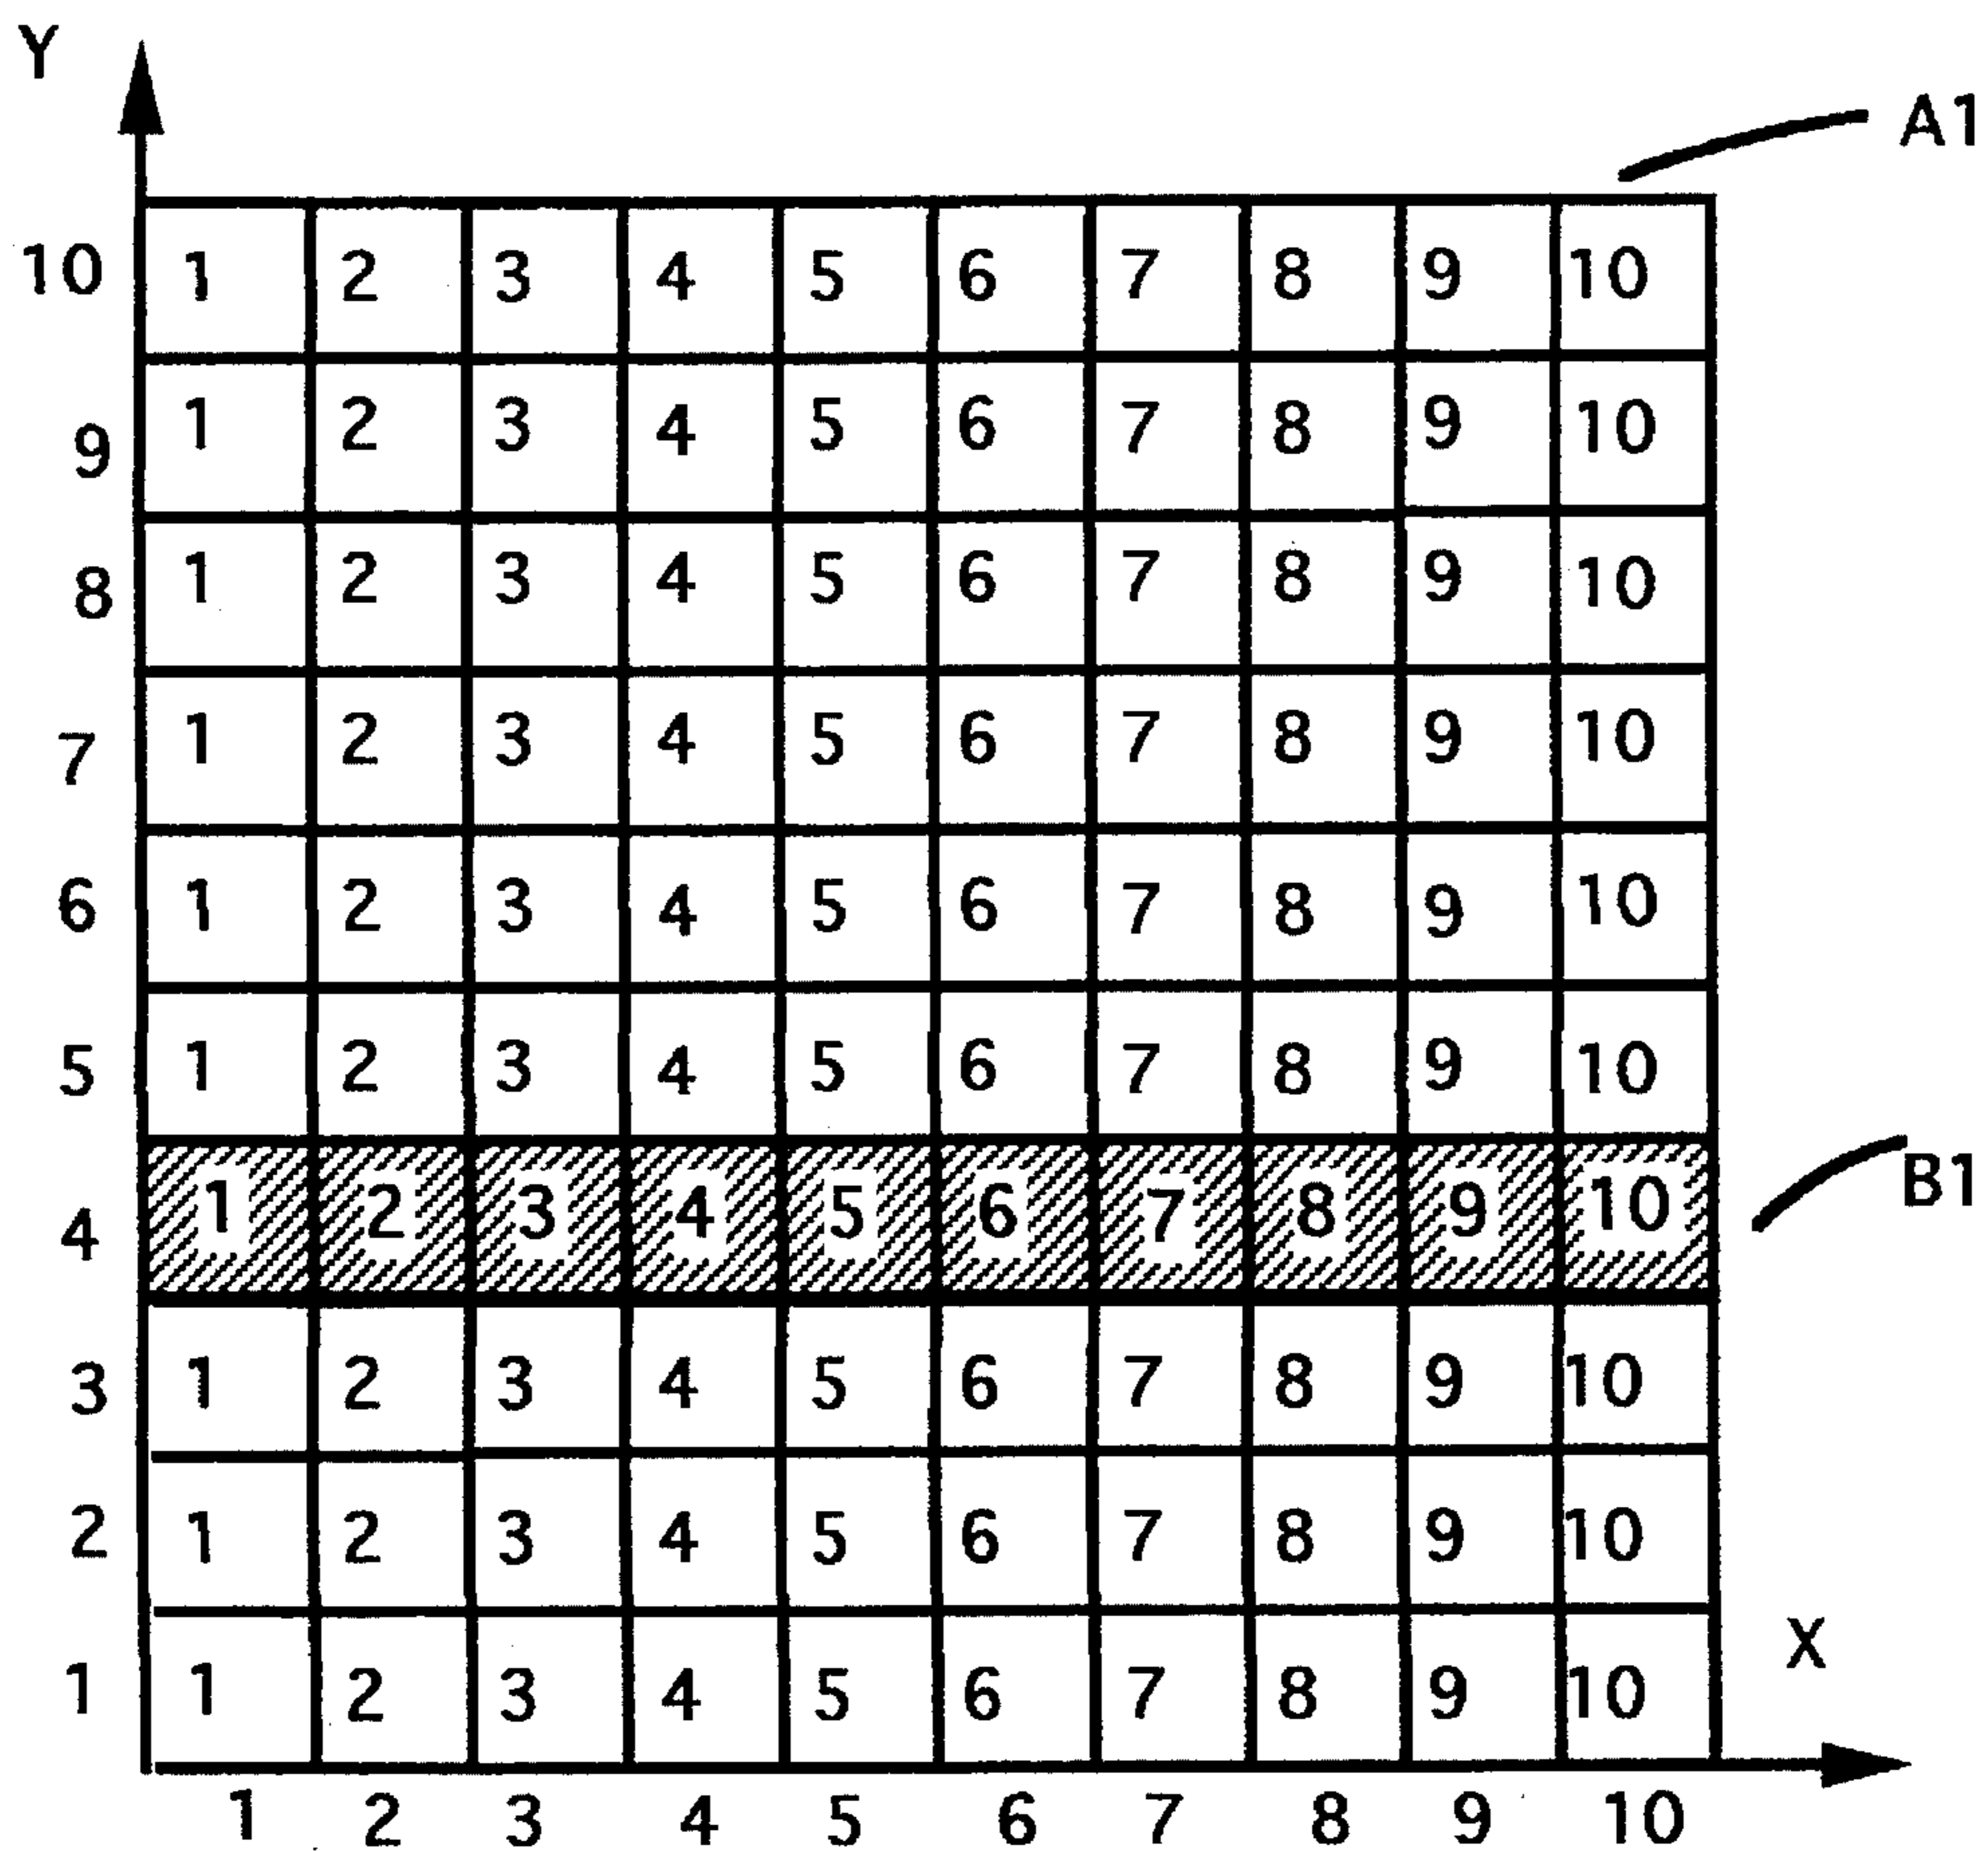 Y
A1
10 1 2 3 4 5 6 7 8 9 10
9 1 2 3 4 5 6 7 8 9 10
8 1 2 3 4 5 6 7 8 9 10
7 1 2 3 4 5 6 7 8 9 10
6 1 2 3 4 5 6 7 8 9 10
5 1 2 3 4 5 6 7 8 9 10
4 1 2 3 4 5 6 7 8 9 10 B1
3 1 2 3 4 5 6 7 8 9 10
2 1 2 3 4 5 6 7 8 9 10
1 1 2 3 4 5 6 7 8 9 10 X
1 2 3 4 5 6 7 8 9 10